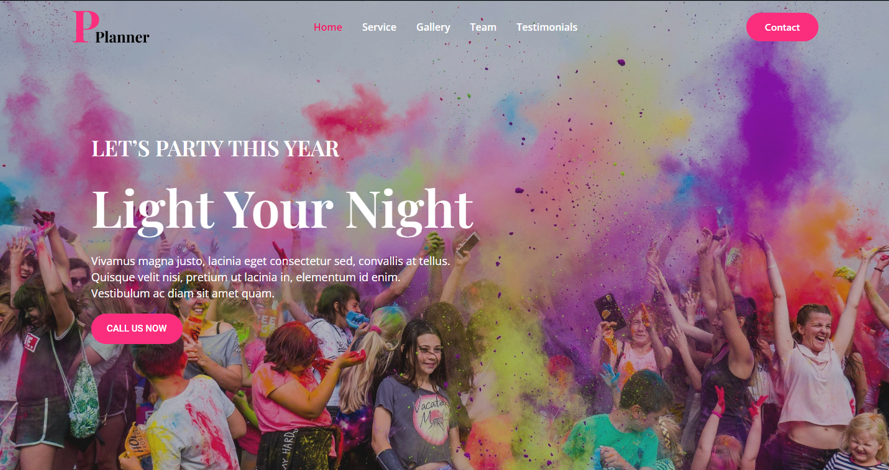 P Planner
Home Service Gallery Team Testimonials
Contact
LET'S PARTY THIS YEAR
Light Your Night
Vivamus magna justo, lacinia eget consectetur sed, convallis at tellus.
Quisque velit nisi, pretium ut lacinia in, elementum id enim.
Vestibulum ac diam sit amet quam.
CALL US NOW
MY HARD